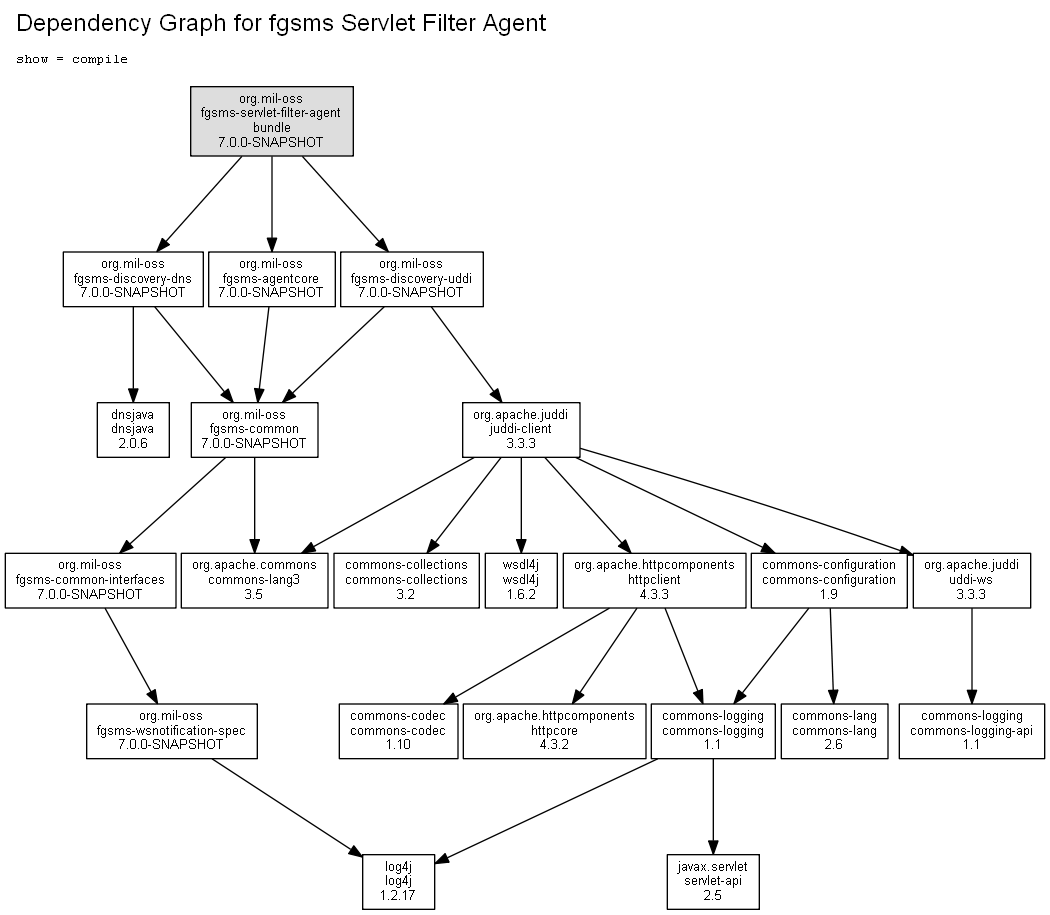 Dependency Graph for fgsms Servlet Filter Agent
show = compile
org.mil-oss
fgsms-servlet-filter-agent
bundle
7.0.0-SNAPSHOT
org.mil-oss
fgsms-discovery-dns
7.0.0-SNAPSHOT
org.mil-oss
fgsms-agentcore
7.0.0-SNAPSHOT
org.mil-oss
fgsms-discovery-uddi
7.0.0-SNAPSHOT
dnsjava
dnsjava
2.0.6
org.mil-oss
fgsms-common
7.0.0-SNAPSHOT
org.apache.juddi
juddi-client
3.3.3
org.mil-oss
fgsms-common-interfaces
7.0.0-SNAPSHOT
org.apache.commons
commons-lang3
3.5
commons-collections
commons-collections
3.2
wsdl4j
wsdl4j
1.6.2
org.apache.httpcomponents
httpclient
4.3.3
commons-configuration
commons-configuration
1.9
org.apache.juddi
uddi-ws
3.3.3
org.mil-oss
fgsms-wsnotification-spec
7.0.0-SNAPSHOT
commons-codec
commons-codec
1.10
org.apache.httpcomponents
httpcore
4.3.2
commons-logging
commons-logging
1.1
commons-lang
commons-lang
2.6
commons-logging
commons-logging-api
1.1
log4j
log4j
1.2.17
javax.servlet
servlet-api
2.5